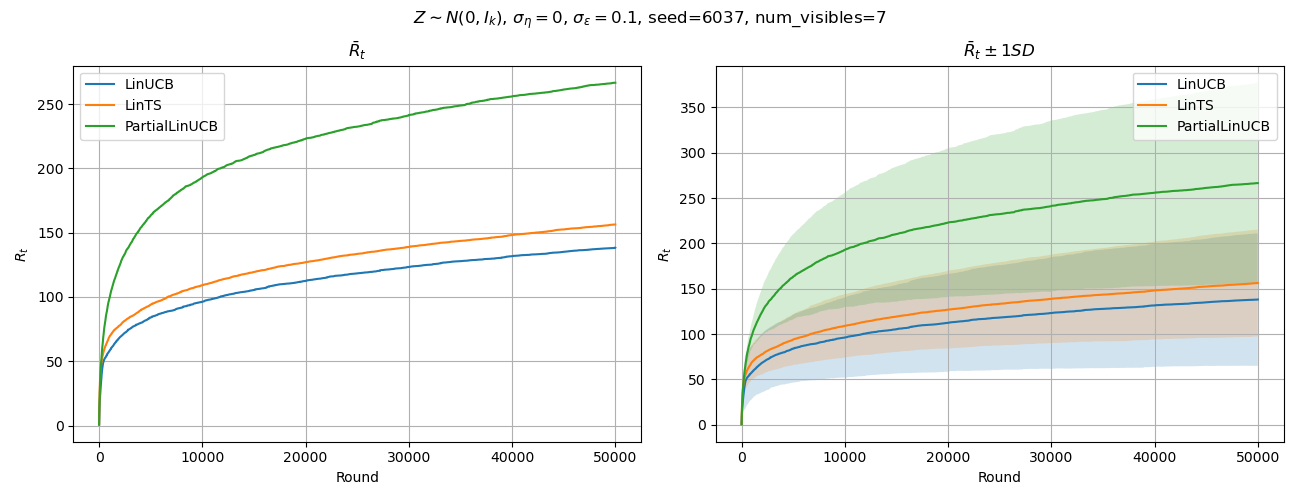 Z ~ N(0, I_k), σ_η = 0, σ_ε = 0.1, seed=6037, num_visibles=7
R̄_t
LinUCB
LinTS
PartialLinUCB
R_t
250
200
150
100
50
0
0 10000 20000 30000 40000 50000
Round
R̄_t ± 1SD
LinUCB
LinTS
PartialLinUCB
R_t
350
300
250
200
150
100
50
0
0 10000 20000 30000 40000 50000
Round